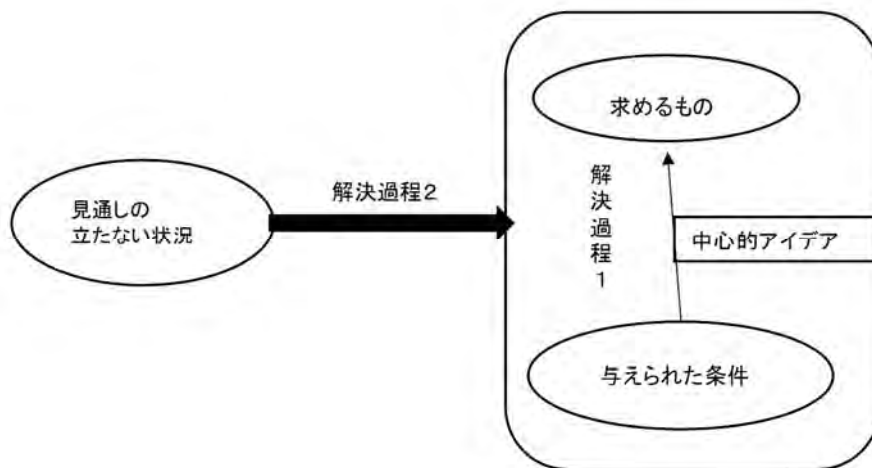 見通しの
立たない状況
解決過程2
求めるもの
解決過程1
中心的アイデア
与えられた条件